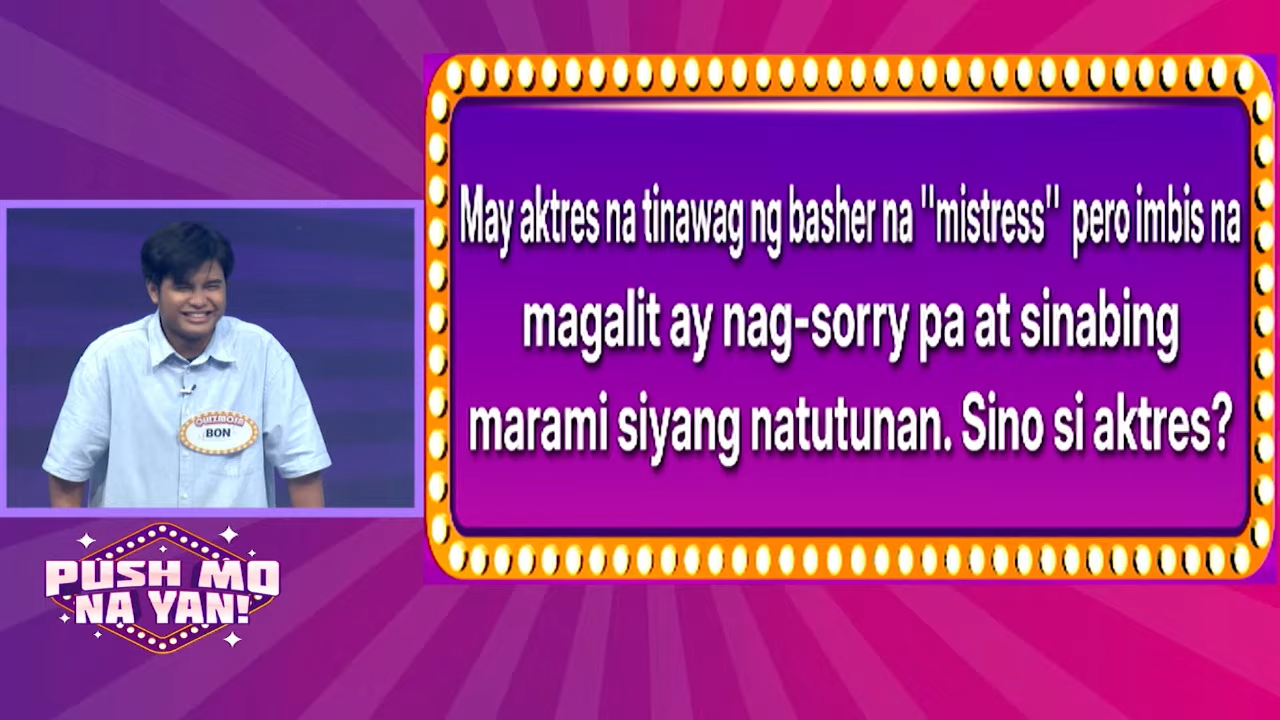 May aktres na tinawag ng basher na "mistress" pero imbis na
magalit ay nag-sorry pa at sinabing
marami siyang natutunan. Sino si aktres?
QUIZMOSA
BON
PUSH MO
NA YAN!